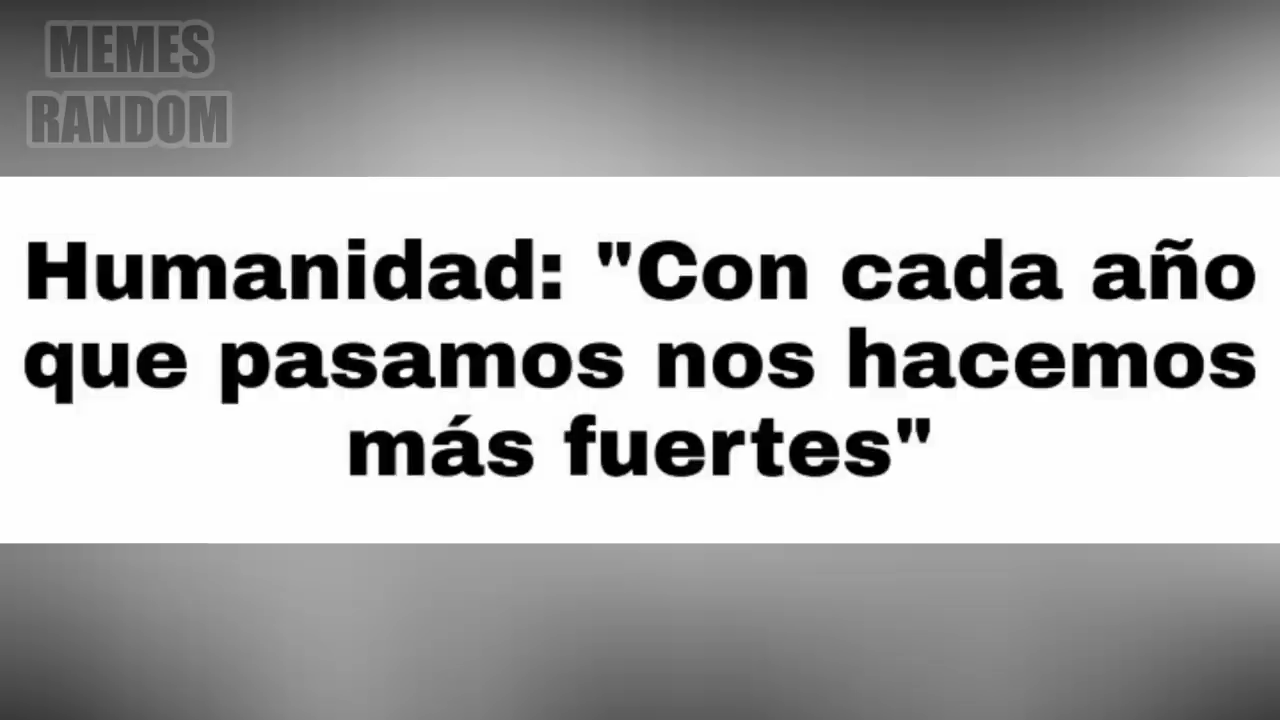 MEMES
RANDOM
Humanidad: "Con cada año
que pasamos nos hacemos
más fuertes"